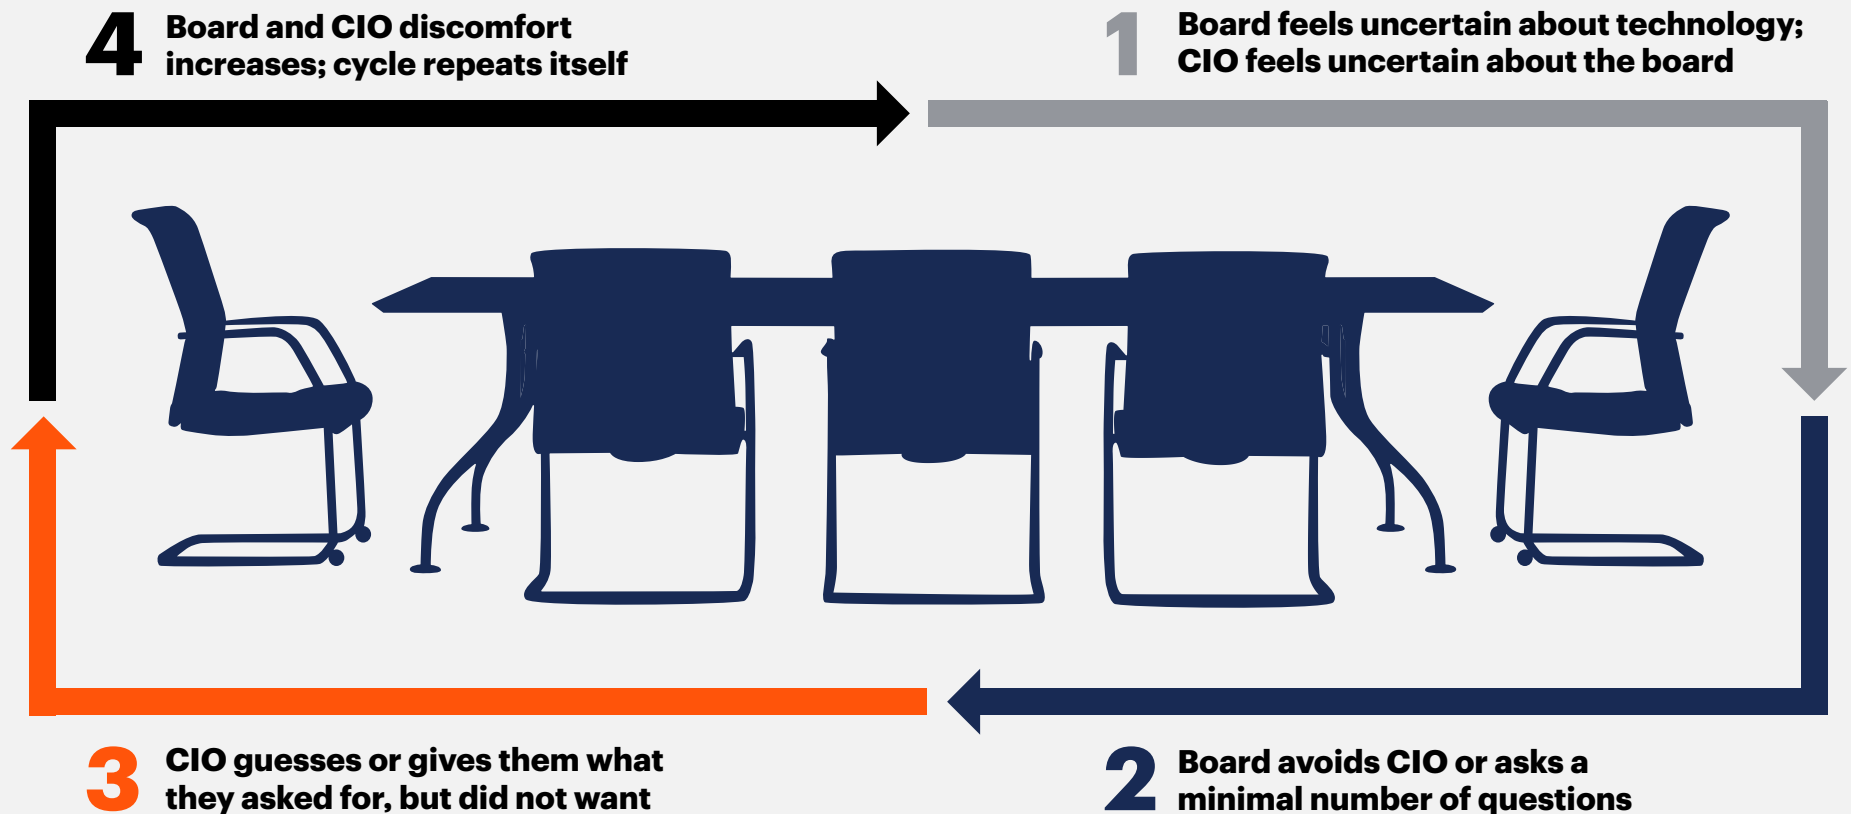 4
Board and CIO discomfort
increases; cycle repeats itself
1
Board feels uncertain about technology;
CIO feels uncertain about the board
3
CIO guesses or gives them what
they asked for, but did not want
2
Board avoids CIO or asks a
minimal number of questions